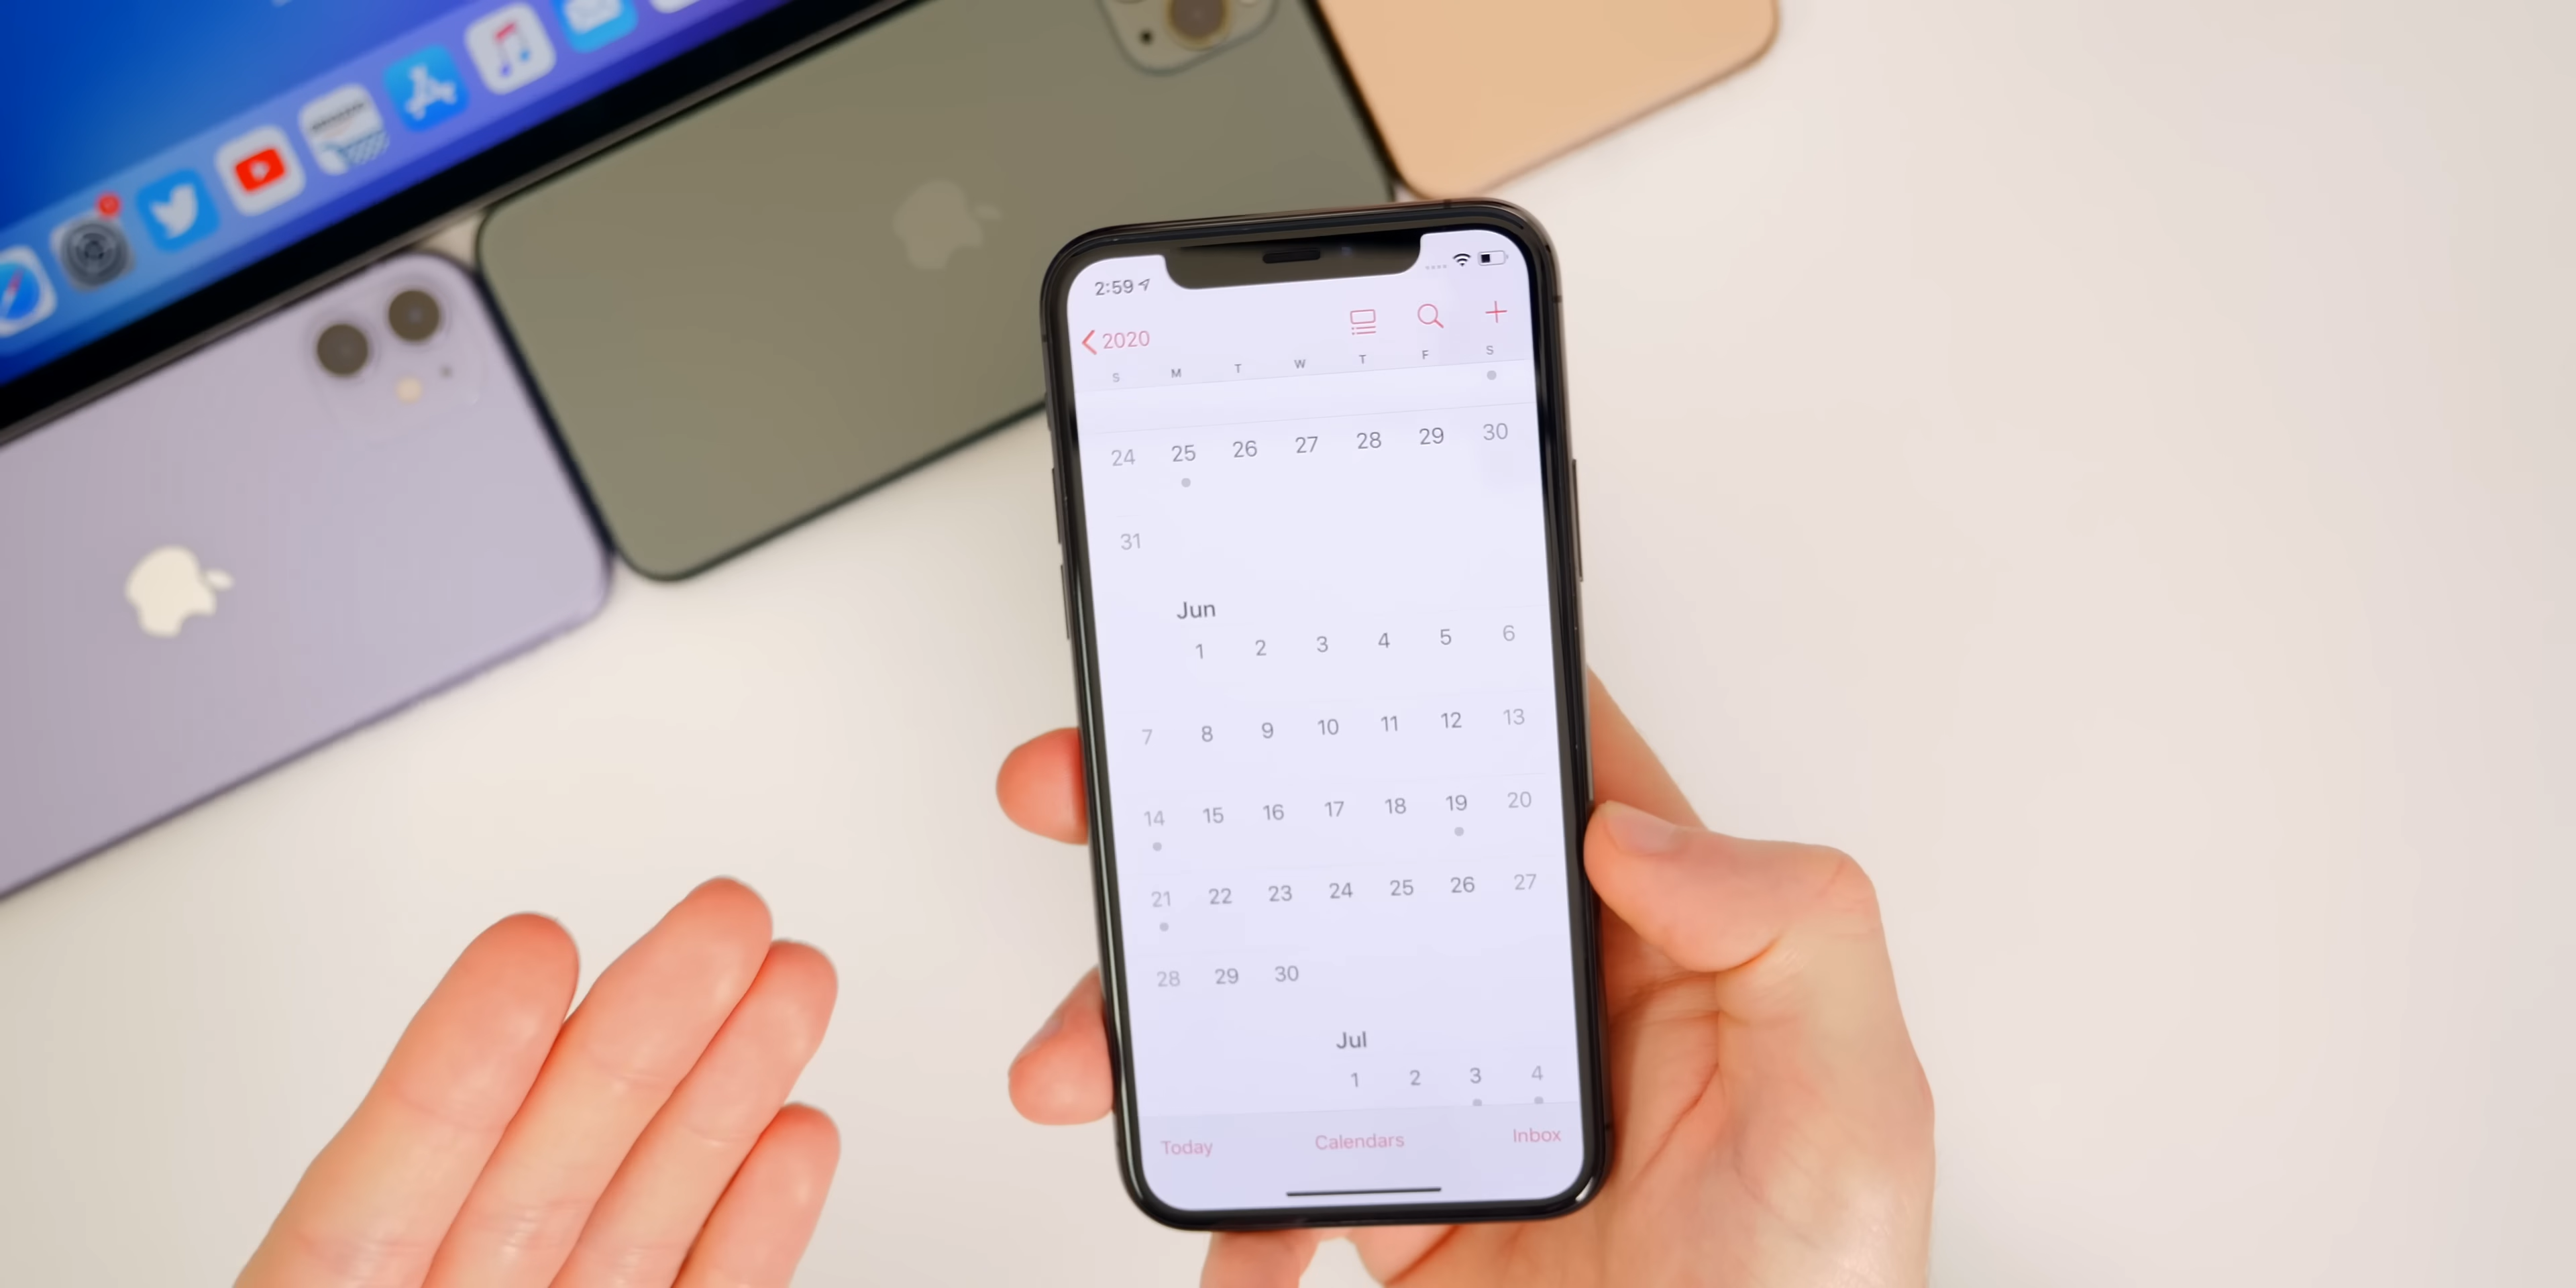 2:59
2020
S M T W T F S
24 25 26 27 28 29 30
31
Jun
1 2 3 4 5 6
7 8 9 10 11 12 13
14 15 16 17 18 19 20
21 22 23 24 25 26 27
28 29 30
Jul
1 2 3 4
Today Calendars Inbox